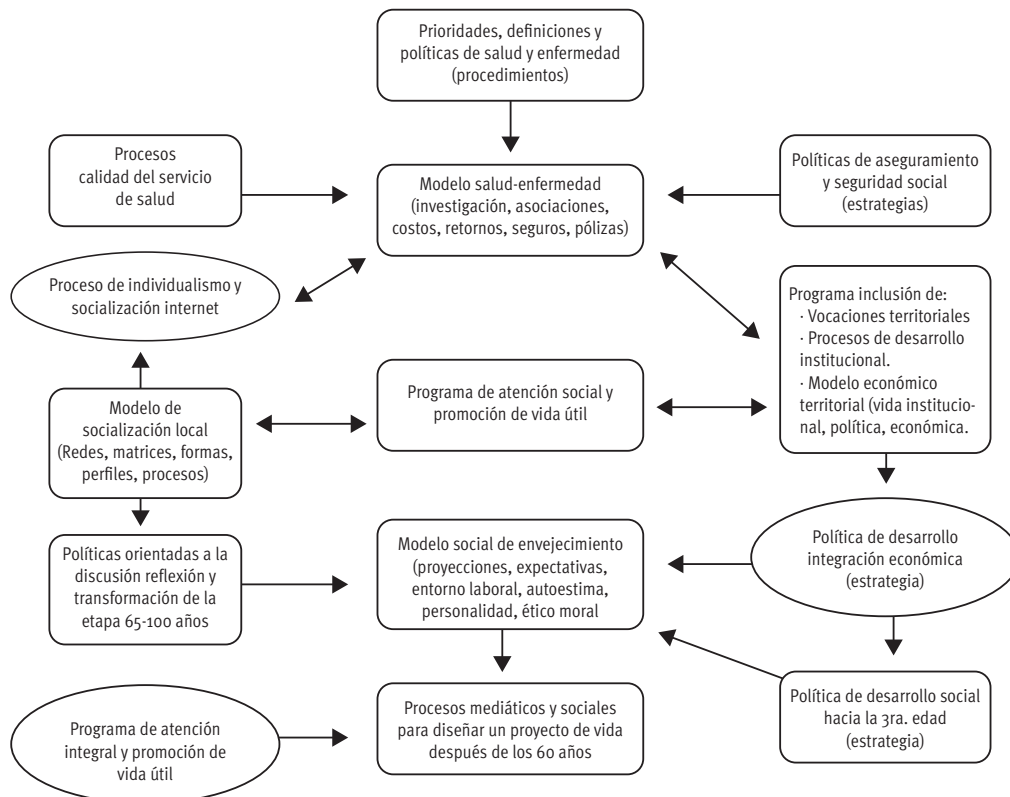 Prioridades, definiciones y
políticas de salud y enfermedad
(procedimientos)
Procesos
calidad del servicio
de salud
Modelo salud-enfermedad
(investigación, asociaciones,
costos, retornos, seguros, pólizas)
Políticas de aseguramiento
y seguridad social
(estrategias)
Proceso de individualismo y
socialización internet
Programa inclusión de:
· Vocaciones territoriales
· Procesos de desarrollo
institucional.
· Modelo económico
territorial (vida institucio-
nal, política, económica.
Modelo de
socialización local
(Redes, matrices, formas,
perfiles, procesos)
Programa de atención social y
promoción de vida útil
Políticas orientadas a la
discusión reflexión y
transformación de la
etapa 65-100 años
Modelo social de envejecimiento
(proyecciones, expectativas,
entorno laboral, autoestima,
personalidad, ético moral
Política de desarrollo
integración económica
(estrategia)
Programa de atención
integral y promoción de
vida útil
Procesos mediáticos y sociales
para diseñar un proyecto de vida
después de los 60 años
Política de desarrollo social
hacia la 3ra. edad
(estrategia)